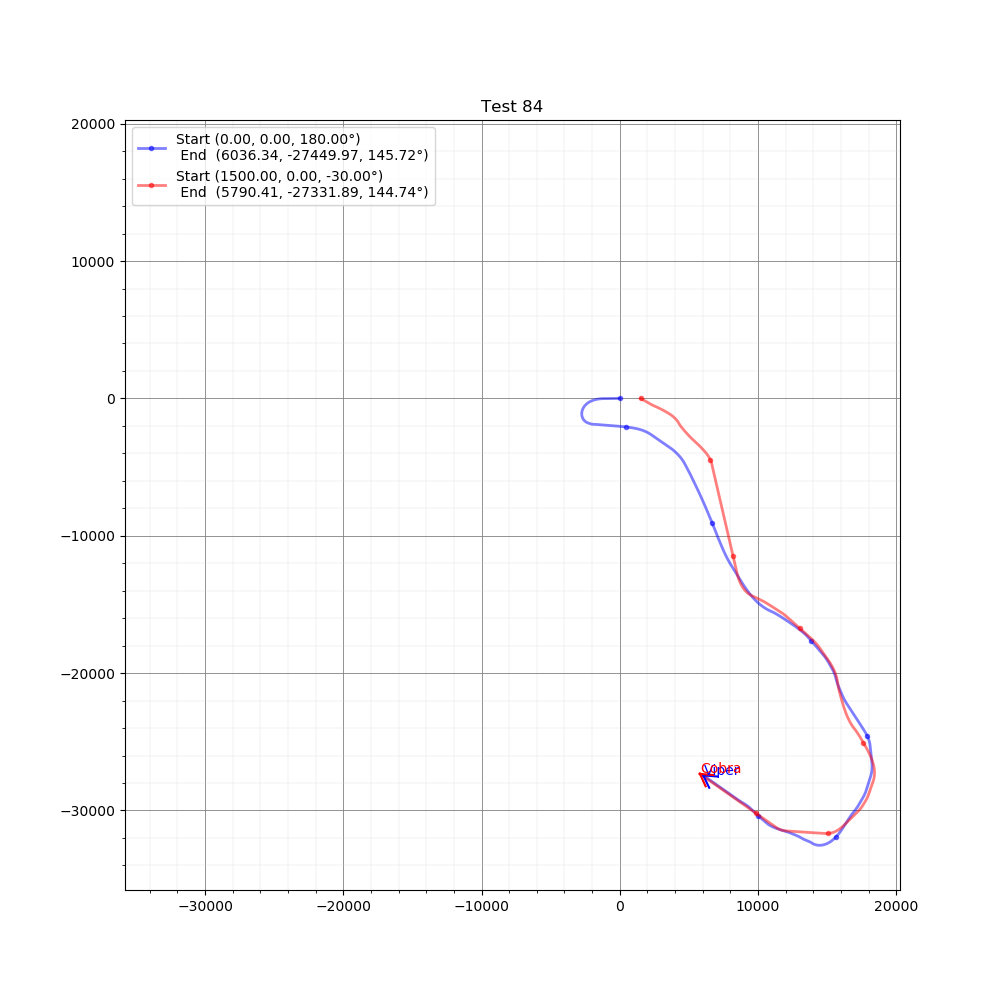 Test 84
Start (0.00, 0.00, 180.00°)
End (6036.34, -27449.97, 145.72°)
Start (1500.00, 0.00, -30.00°)
End (5790.41, -27331.89, 144.74°)
20000
10000
0
−10000
−20000
−30000
Cobra
Viper
−30000 −20000 −10000 0 10000 20000